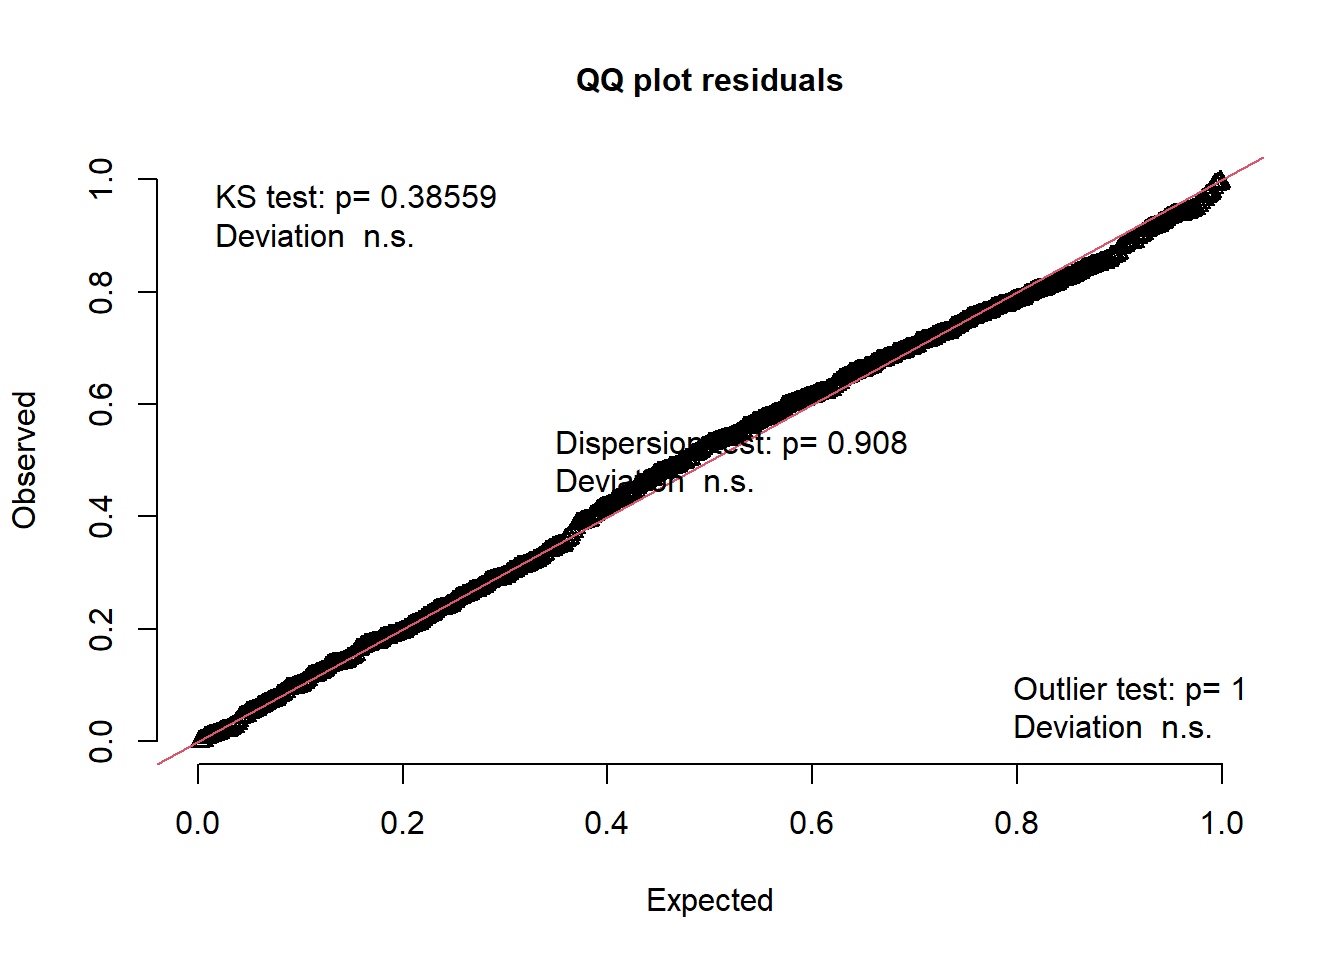 QQ plot residuals
KS test: p= 0.38559
Deviation  n.s.
Dispersion test: p= 0.908
Deviation  n.s.
Outlier test: p= 1
Deviation  n.s.
Observed
1.0
0.8
0.6
0.4
0.2
0.0
0.0 0.2 0.4 0.6 0.8 1.0
Expected